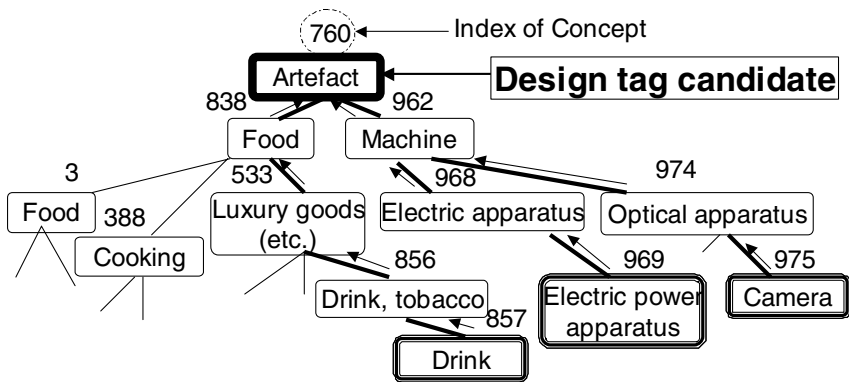 760
Index of Concept
Artefact
Design tag candidate
838
962
Food
Machine
3
533
968
974
Food
388
Luxury goods
(etc.)
Electric apparatus
Optical apparatus
Cooking
856
969
975
Drink, tobacco
Electric power
apparatus
Camera
857
Drink